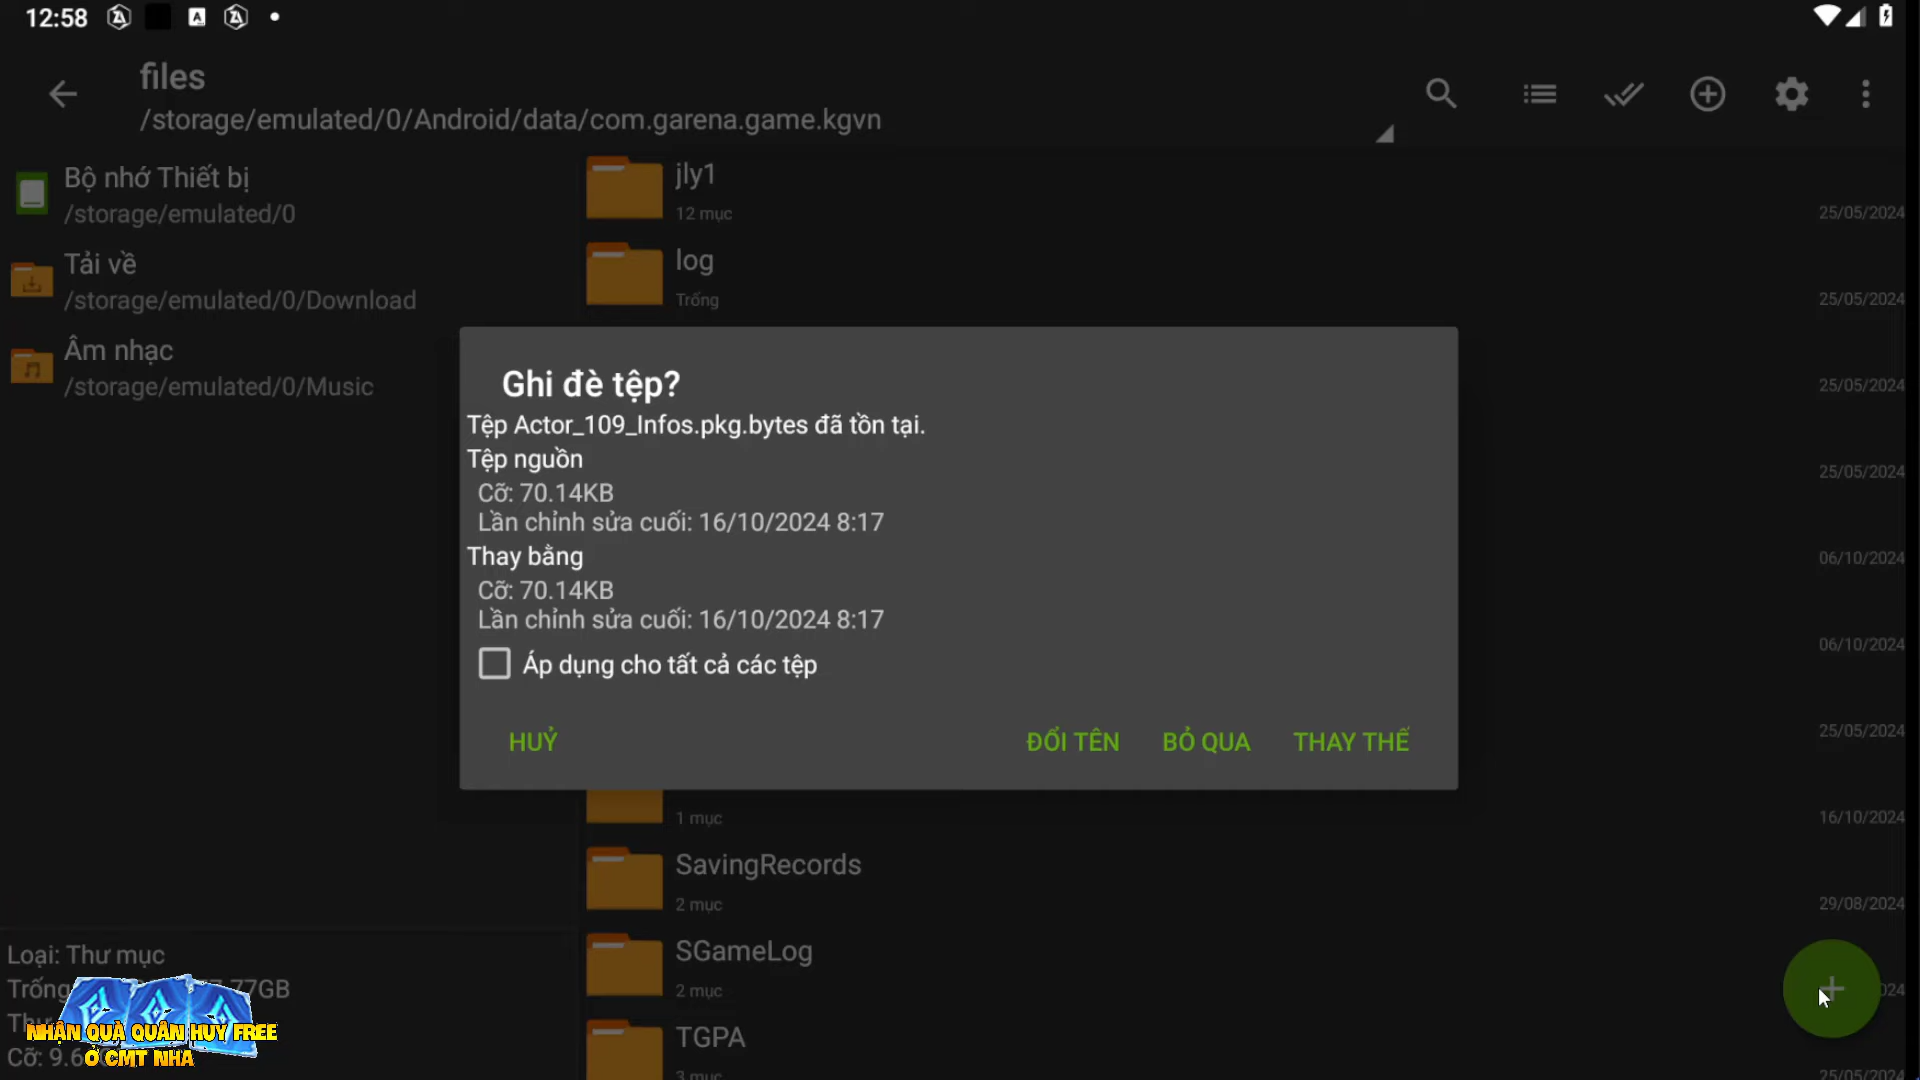 12:58
files
/storage/emulated/0/Android/data/com.garena.game.kgvn
Bộ nhớ Thiết bị
/storage/emulated/0
Tải về
/storage/emulated/0/Download
Âm nhạc
/storage/emulated/0/Music
jly1
12 mục
25/05/2024
log
Trống
25/05/2024
25/05/2024
25/05/2024
06/10/2024
06/10/2024
25/05/2024
Ghi đè tệp?
Tệp Actor_109_Infos.pkg.bytes đã tồn tại.
Tệp nguồn
Cỡ: 70.14KB
Lần chỉnh sửa cuối: 16/10/2024 8:17
Thay bằng
Cỡ: 70.14KB
Lần chỉnh sửa cuối: 16/10/2024 8:17
Áp dụng cho tất cả các tệp
HUỶ
ĐỔI TÊN
BỎ QUA
THAY THẾ
1 mục
16/10/2024
SavingRecords
2 mục
29/08/2024
SGameLog
2 mục
TGPA
3 mục
25/05/2024
Loại: Thư mục
NHẬN QUÀ QUÂN HUY FREE
Ở CMT NHA